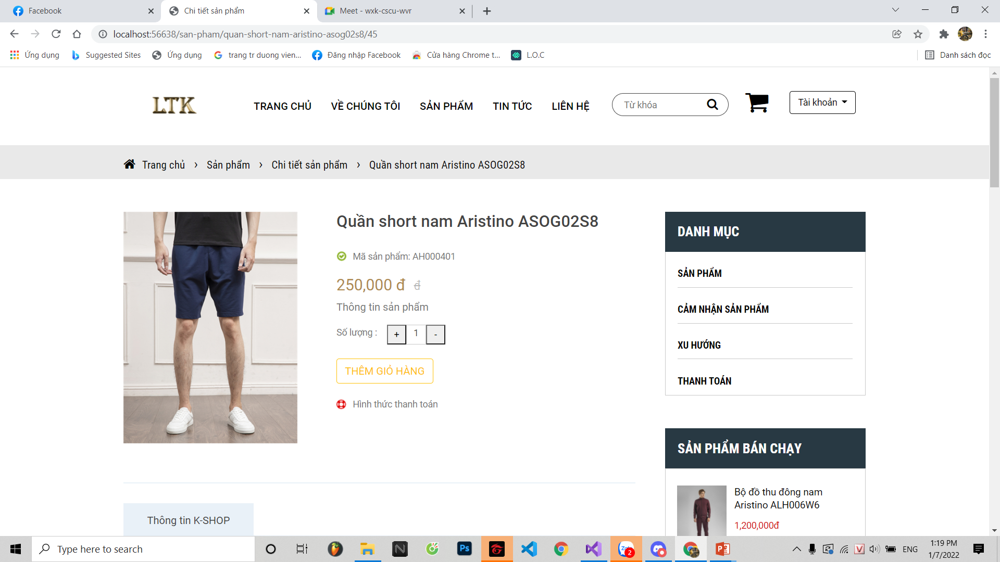 Facebook
Chi tiết sản phẩm
Meet - wxk-cscu-wvr
localhost:56638/san-pham/quan-short-nam-aristino-asog02s8/45
Ứng dụng
Suggested Sites
Ứng dụng
trang tr duong vien...
Đăng nhập Facebook
Cửa hàng Chrome t...
L.O.C
Danh sách đọc
LTK
TRANG CHỦ
VỀ CHÚNG TÔI
SẢN PHẨM
TIN TỨC
LIÊN HỆ
Từ khóa
Tài khoản
Trang chủ › Sản phẩm › Chi tiết sản phẩm › Quần short nam Aristino ASOG02S8
Quần short nam Aristino ASOG02S8
Mã sản phẩm: AH000401
250,000 đ đ
Thông tin sản phẩm
Số lượng : + 1 -
THÊM GIỎ HÀNG
Hình thức thanh toán
DANH MỤC
SẢN PHẨM
CẢM NHẬN SẢN PHẨM
XU HƯỚNG
THANH TOÁN
SẢN PHẨM BÁN CHẠY
Bộ đồ thu đông nam
Aristino ALH006W6
1,200,000đ
Thông tin K-SHOP
Type here to search
Ps
2
ENG
1:19 PM
1/7/2022